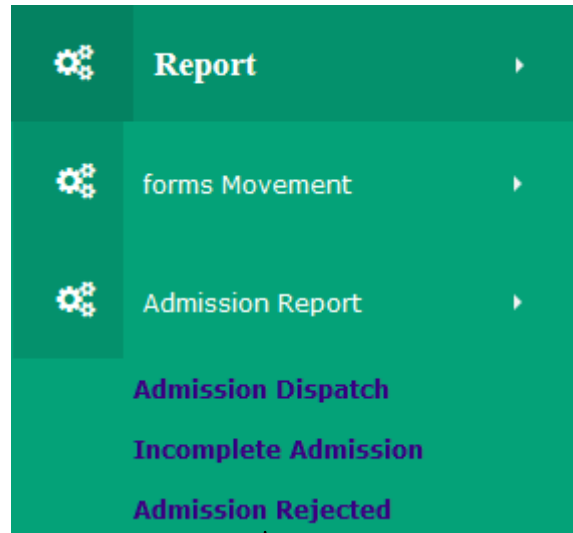 Report
forms Movement
Admission Report
Admission Dispatch
Incomplete Admission
Admission Rejected